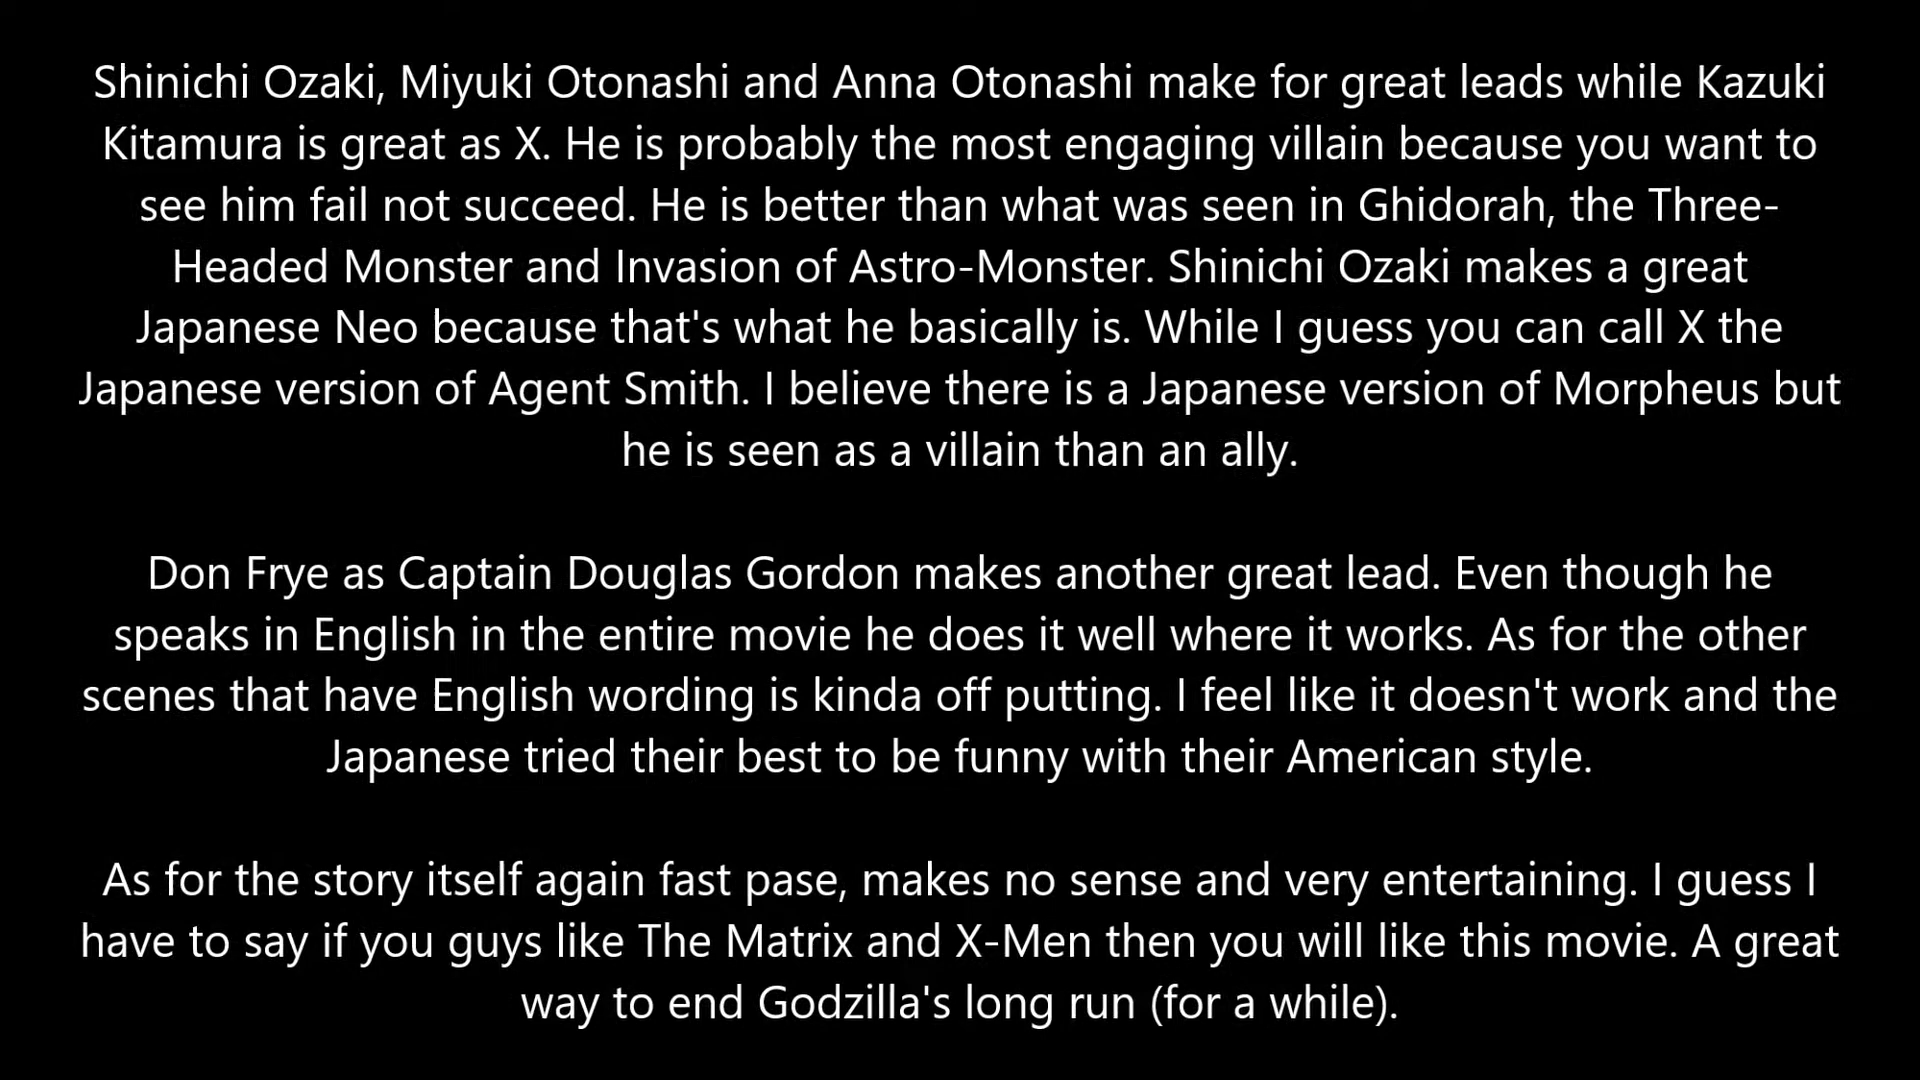 Shinichi Ozaki, Miyuki Otonashi and Anna Otonashi make for great leads while Kazuki
Kitamura is great as X. He is probably the most engaging villain because you want to
see him fail not succeed. He is better than what was seen in Ghidorah, the Three-
Headed Monster and Invasion of Astro-Monster. Shinichi Ozaki makes a great
Japanese Neo because that's what he basically is. While I guess you can call X the
Japanese version of Agent Smith. I believe there is a Japanese version of Morpheus but
he is seen as a villain than an ally.
Don Frye as Captain Douglas Gordon makes another great lead. Even though he
speaks in English in the entire movie he does it well where it works. As for the other
scenes that have English wording is kinda off putting. I feel like it doesn't work and the
Japanese tried their best to be funny with their American style.
As for the story itself again fast pase, makes no sense and very entertaining. I guess I
have to say if you guys like The Matrix and X-Men then you will like this movie. A great
way to end Godzilla's long run (for a while).